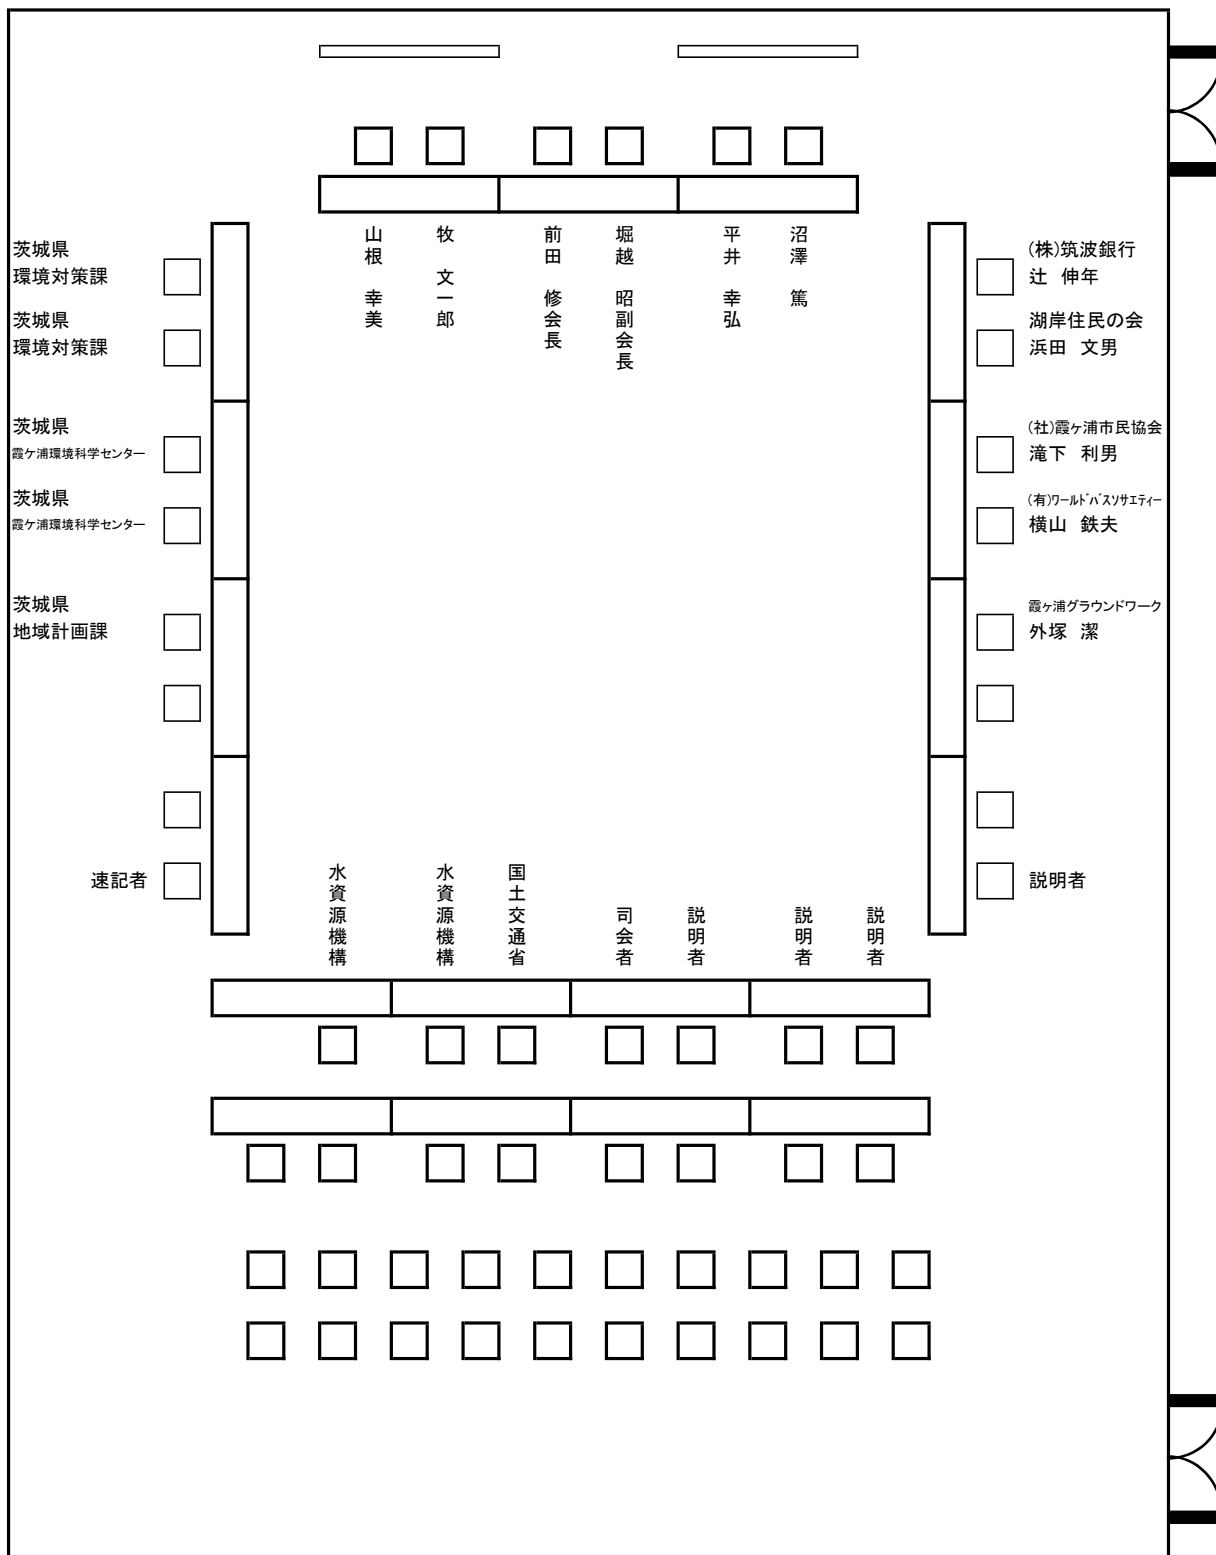 山根 幸美
牧 文一郎
前田 修会長
堀越 昭副会長
平井 幸弘
沼澤 篤
茨城県
環境対策課
茨城県
環境対策課
茨城県
霞ケ浦環境科学センター
茨城県
霞ケ浦環境科学センター
茨城県
地域計画課
速記者
(株)筑波銀行
辻 伸年
湖岸住民の会
浜田 文男
(社)霞ヶ浦市民協会
滝下 利男
(有)ワールドバスソサエティー
横山 鉄夫
霞ヶ浦グラウンドワーク
外塚 潔
説明者
水資源機構
水資源機構
国土交通省
司会者
説明者
説明者
説明者